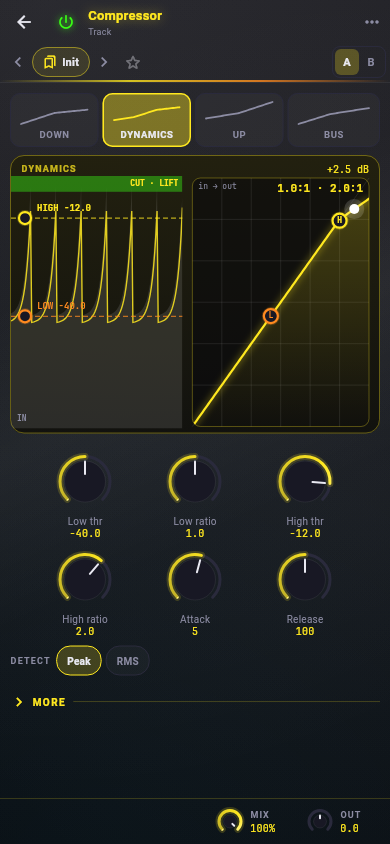 Compressor
Track
Init
A B
DOWN DYNAMICS UP BUS
DYNAMICS +2.5 dB
CUT · LIFT
in → out 1.0:1 · 2.0:1
HIGH -12.0
H
LOW -40.0
L
IN
Low thr Low ratio High thr
-40.0 1.0 -12.0
High ratio Attack Release
2.0 5 100
DETECT Peak RMS
MORE
MIX OUT
100% 0.0